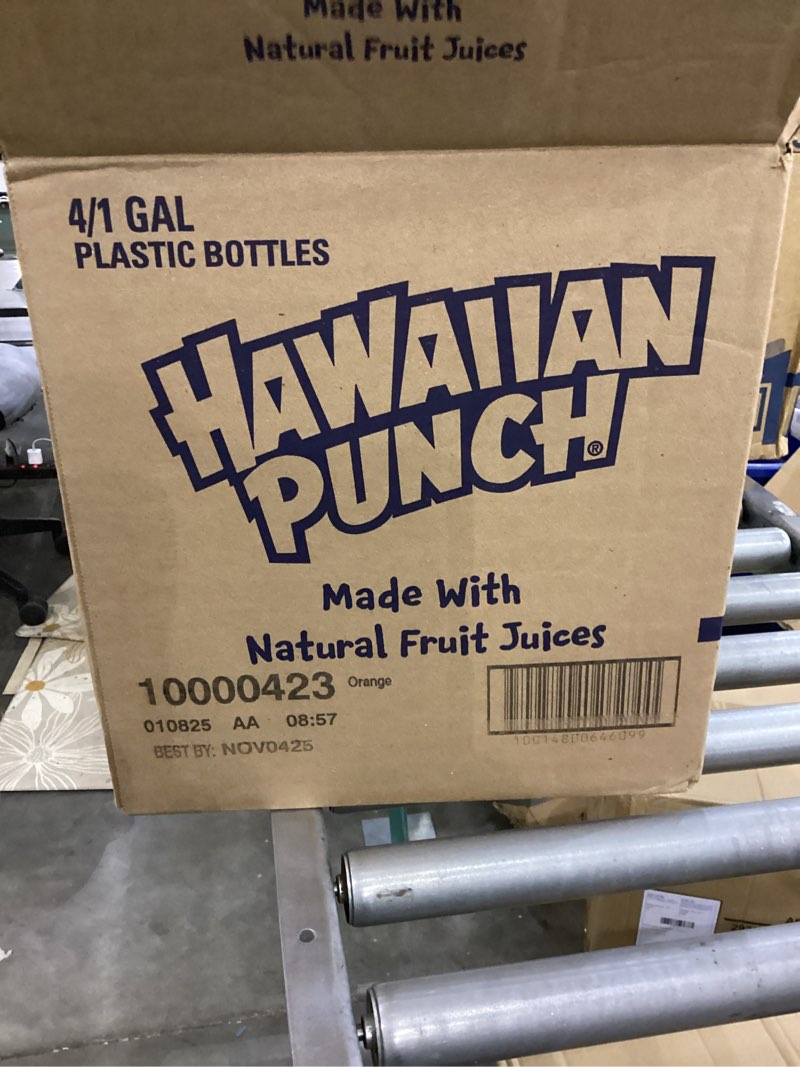 Made With
Natural Fruit Juices
4/1 GAL
PLASTIC BOTTLES
HAWAIIAN
PUNCH®
Made With
Natural Fruit Juices
10000423 Orange
010825 AA 08:57
BEST BY: NOV0425
10014800646099